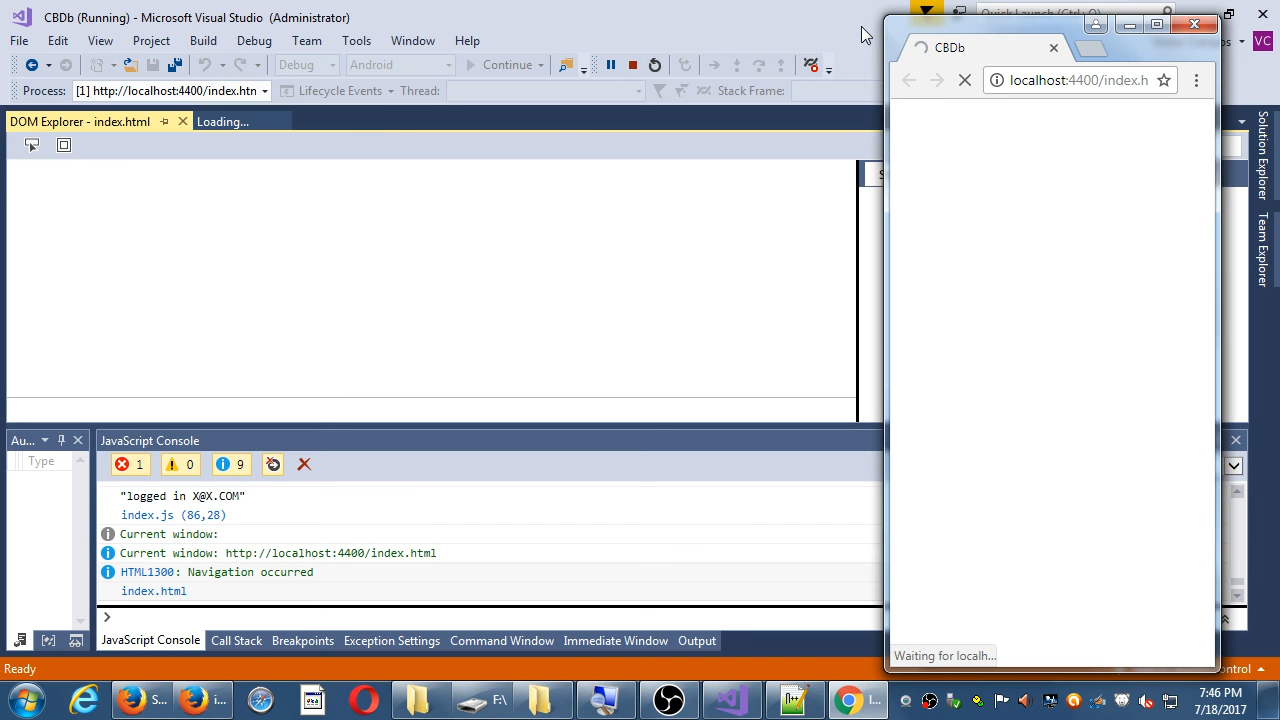 CBDb (Running) - Microsoft Visual Studio (Administrator)
File Edit View Project Build Debug Team Tools Window Help
Debug Android Continue
Process: [1] http://localhost:4400/index.htn Lifecycle Events Thread: Stack Frame:
DOM Explorer - index.html Loading...
CBDb
localhost:4400/index.h
VC
Solution Explorer
Team Explorer
Au...
Type
JavaScript Console
1 0 9
"logged in X@X.COM"
index.js (86,28)
Current window:
Current window: http://localhost:4400/index.html
HTML1300: Navigation occurred
index.html
JavaScript Console Call Stack Breakpoints Exception Settings Command Window Immediate Window Output
Waiting for localh...
Ready
S... i... F:\ I...
7:46 PM
7/18/2017